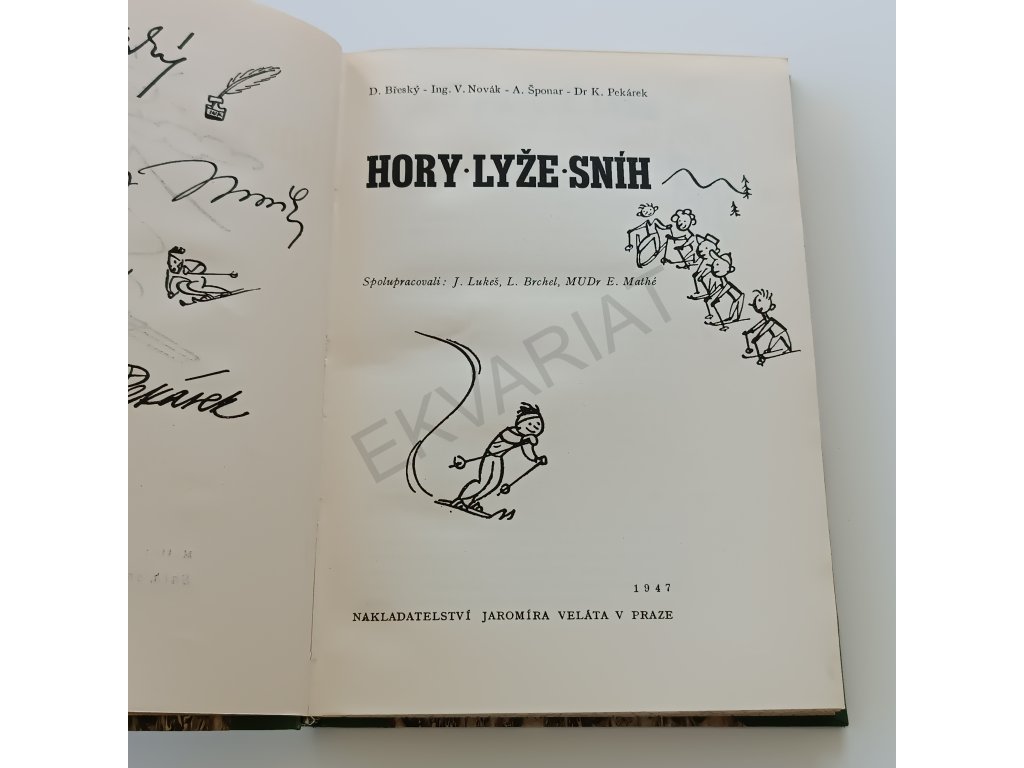 Pekárek
D. Břeský - Ing. V. Novák - A. Šponar - Dr K. Pekárek
HORY·LYŽE·SNÍH
Spolupracovali: J. Lukeš, L. Brchel, MUDr E. Mathé
EKVARIAT
1947
NAKLADATELSTVÍ JAROMÍRA VELÁTA V PRAZE